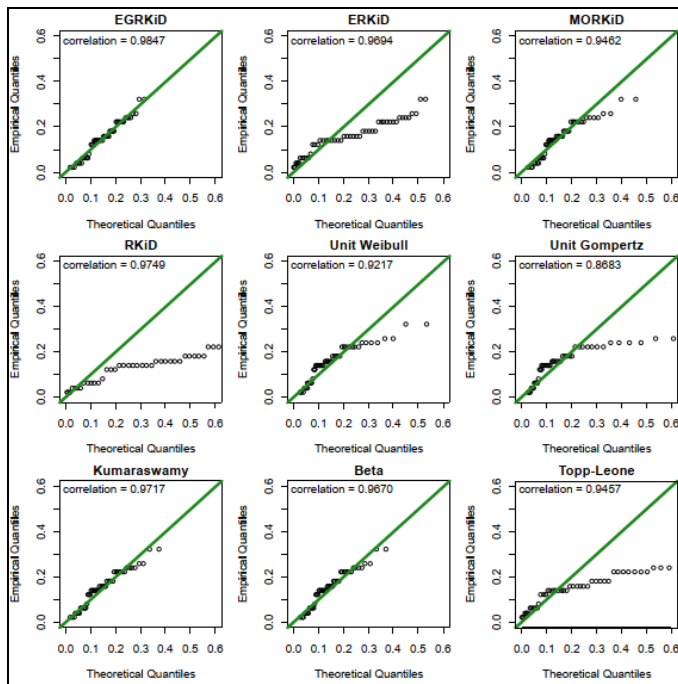 EGRKiD
correlation = 0.9847
Empirical Quantiles
0.6
0.4
0.2
0.0
0.0 0.1 0.2 0.3 0.4 0.5 0.6
Theoretical Quantiles
ERKiD
correlation = 0.9694
Empirical Quantiles
0.6
0.4
0.2
0.0
0.0 0.1 0.2 0.3 0.4 0.5 0.6
Theoretical Quantiles
MORKiD
correlation = 0.9462
Empirical Quantiles
0.6
0.4
0.2
0.0
0.0 0.1 0.2 0.3 0.4 0.5 0.6
Theoretical Quantiles
RKiD
correlation = 0.9749
Empirical Quantiles
0.6
0.4
0.2
0.0
0.0 0.1 0.2 0.3 0.4 0.5 0.6
Theoretical Quantiles
Unit Weibull
correlation = 0.9217
Empirical Quantiles
0.6
0.4
0.2
0.0
0.0 0.1 0.2 0.3 0.4 0.5 0.6
Theoretical Quantiles
Unit Gompertz
correlation = 0.8683
Empirical Quantiles
0.6
0.4
0.2
0.0
0.0 0.1 0.2 0.3 0.4 0.5 0.6
Theoretical Quantiles
Kumaraswamy
correlation = 0.9717
Empirical Quantiles
0.6
0.4
0.2
0.0
0.0 0.1 0.2 0.3 0.4 0.5 0.6
Theoretical Quantiles
Beta
correlation = 0.9670
Empirical Quantiles
0.6
0.4
0.2
0.0
0.0 0.1 0.2 0.3 0.4 0.5 0.6
Theoretical Quantiles
Topp-Leone
correlation = 0.9457
Empirical Quantiles
0.6
0.4
0.2
0.0
0.0 0.1 0.2 0.3 0.4 0.5 0.6
Theoretical Quantiles